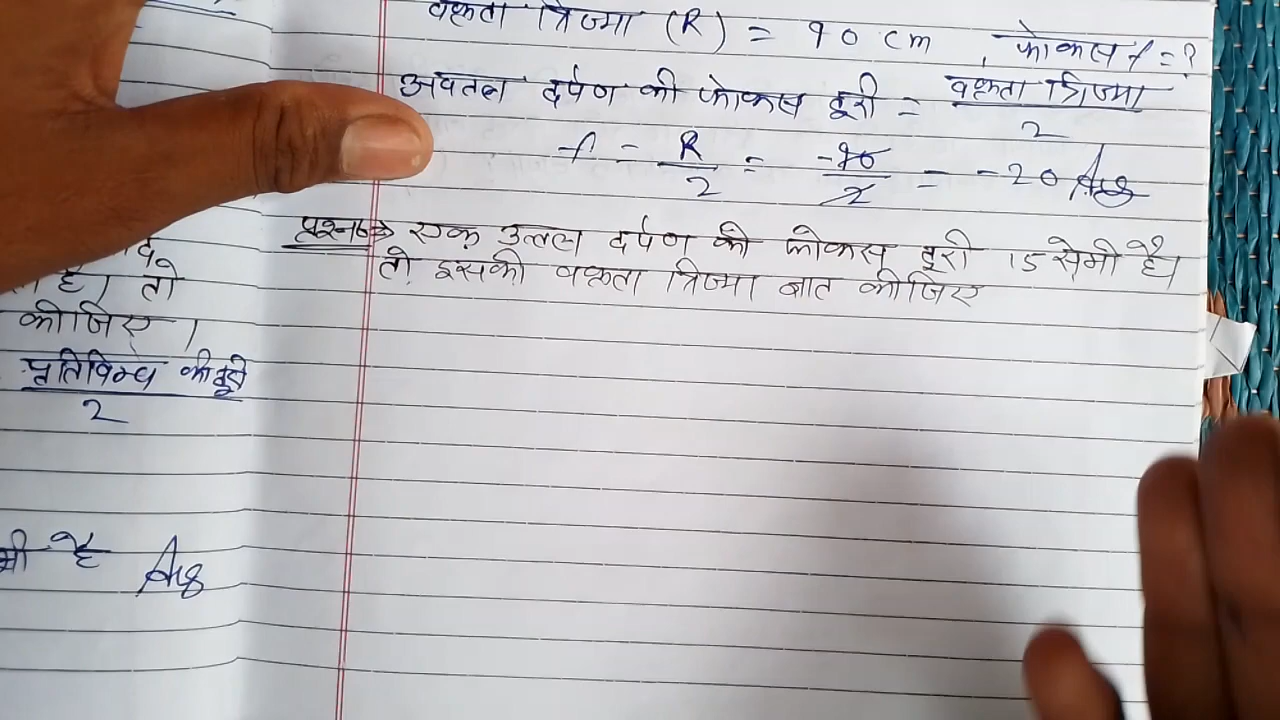 द
है। तो
कीजिए।
प्रतिबिम्ब की दूरी
2
मी है Ans
वक्रता त्रिज्या (R) = 40 cm , फोकस f = ?
अवतल दर्पण की फोकस दूरी = वक्रता त्रिज्या
2
f = R/2 = -40/2 = -20 Ans
प्रश्न एक उत्तल दर्पण की फोकस दूरी 15 सेमी है।
तो इसकी वक्रता त्रिज्या ज्ञात कीजिए